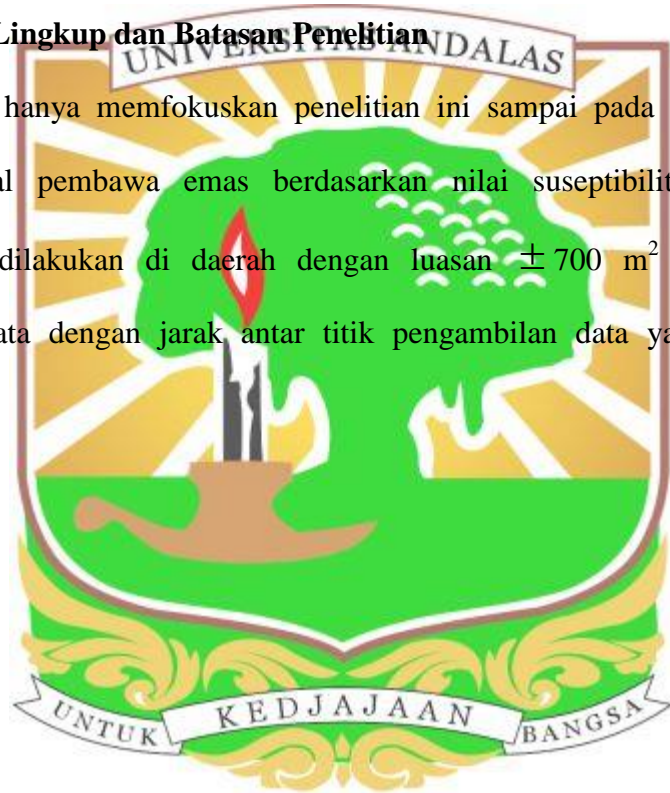 Lingkup dan Batasan Penelitian
UNIVERSITAS ANDALAS
hanya memfokuskan penelitian ini sampai pada
al pembawa emas berdasarkan nilai suseptibilit
dilakukan di daerah dengan luasan ± 700 m²
ata dengan jarak antar titik pengambilan data ya
UNTUK KEDJAJAAN BANGSA